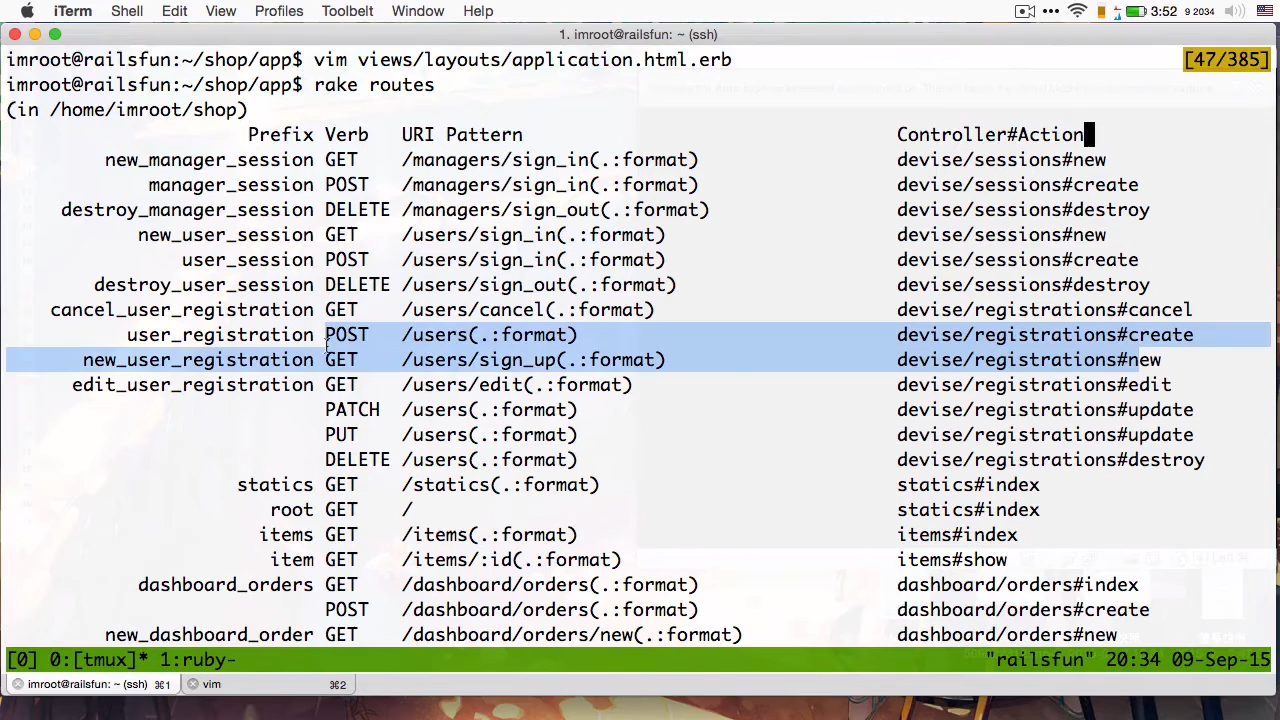 iTerm Shell Edit View Profiles Toolbelt Window Help 3:52 9 2034
1. imroot@railsfun: ~ (ssh)
imroot@railsfun:~/shop/app$ vim views/layouts/application.html.erb [47/385]
imroot@railsfun:~/shop/app$ rake routes
(in /home/imroot/shop)
Prefix Verb URI Pattern Controller#Action
new_manager_session GET /managers/sign_in(.:format) devise/sessions#new
manager_session POST /managers/sign_in(.:format) devise/sessions#create
destroy_manager_session DELETE /managers/sign_out(.:format) devise/sessions#destroy
new_user_session GET /users/sign_in(.:format) devise/sessions#new
user_session POST /users/sign_in(.:format) devise/sessions#create
destroy_user_session DELETE /users/sign_out(.:format) devise/sessions#destroy
cancel_user_registration GET /users/cancel(.:format) devise/registrations#cancel
user_registration POST /users(.:format) devise/registrations#create
new_user_registration GET /users/sign_up(.:format) devise/registrations#new
edit_user_registration GET /users/edit(.:format) devise/registrations#edit
PATCH /users(.:format) devise/registrations#update
PUT /users(.:format) devise/registrations#update
DELETE /users(.:format) devise/registrations#destroy
statics GET /statics(.:format) statics#index
root GET / statics#index
items GET /items(.:format) items#index
item GET /items/:id(.:format) items#show
dashboard_orders GET /dashboard/orders(.:format) dashboard/orders#index
POST /dashboard/orders(.:format) dashboard/orders#create
new_dashboard_order GET /dashboard/orders/new(.:format) dashboard/orders#new
[0] 0:[tmux]* 1:ruby- "railsfun" 20:34 09-Sep-15
imroot@railsfun: ~ (ssh) ⌘1 vim ⌘2